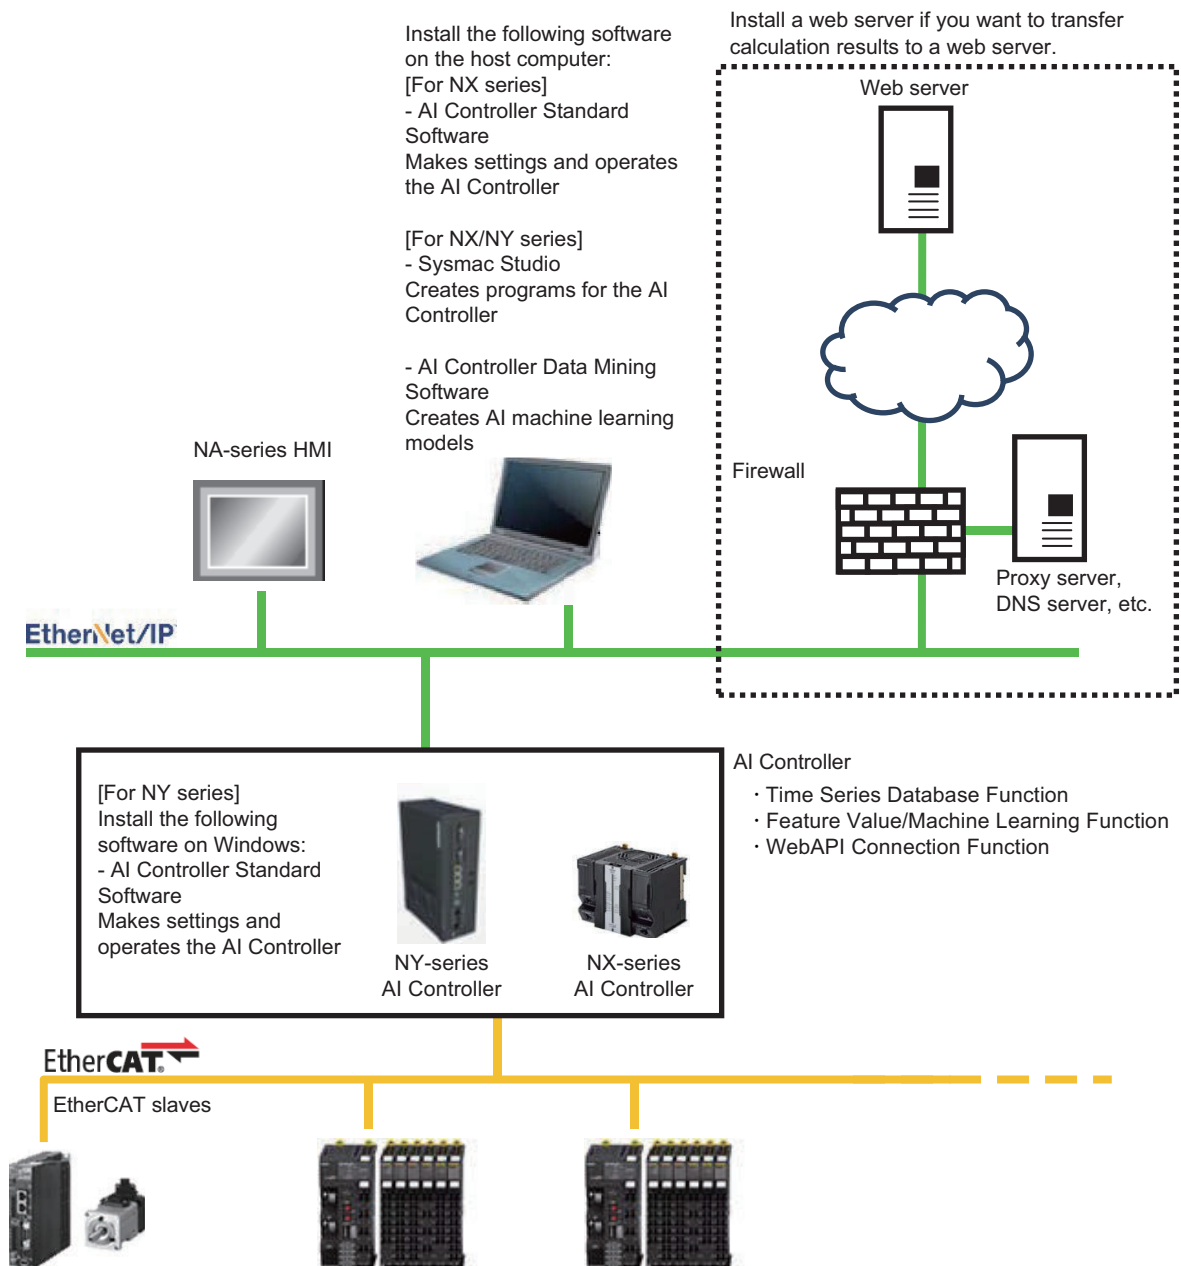 Install the following software
on the host computer:
[For NX series]
- AI Controller Standard
Software
Makes settings and operates
the AI Controller
[For NX/NY series]
- Sysmac Studio
Creates programs for the AI
Controller
- AI Controller Data Mining
Software
Creates AI machine learning
models
Install a web server if you want to transfer
calculation results to a web server.
Web server
NA-series HMI
Firewall
Proxy server,
DNS server, etc.
EtherNet/IP
[For NY series]
Install the following
software on Windows:
- AI Controller Standard
Software
Makes settings and
operates the AI Controller
NY-series
AI Controller
NX-series
AI Controller
AI Controller
・Time Series Database Function
・Feature Value/Machine Learning Function
・WebAPI Connection Function
EtherCAT®
EtherCAT slaves